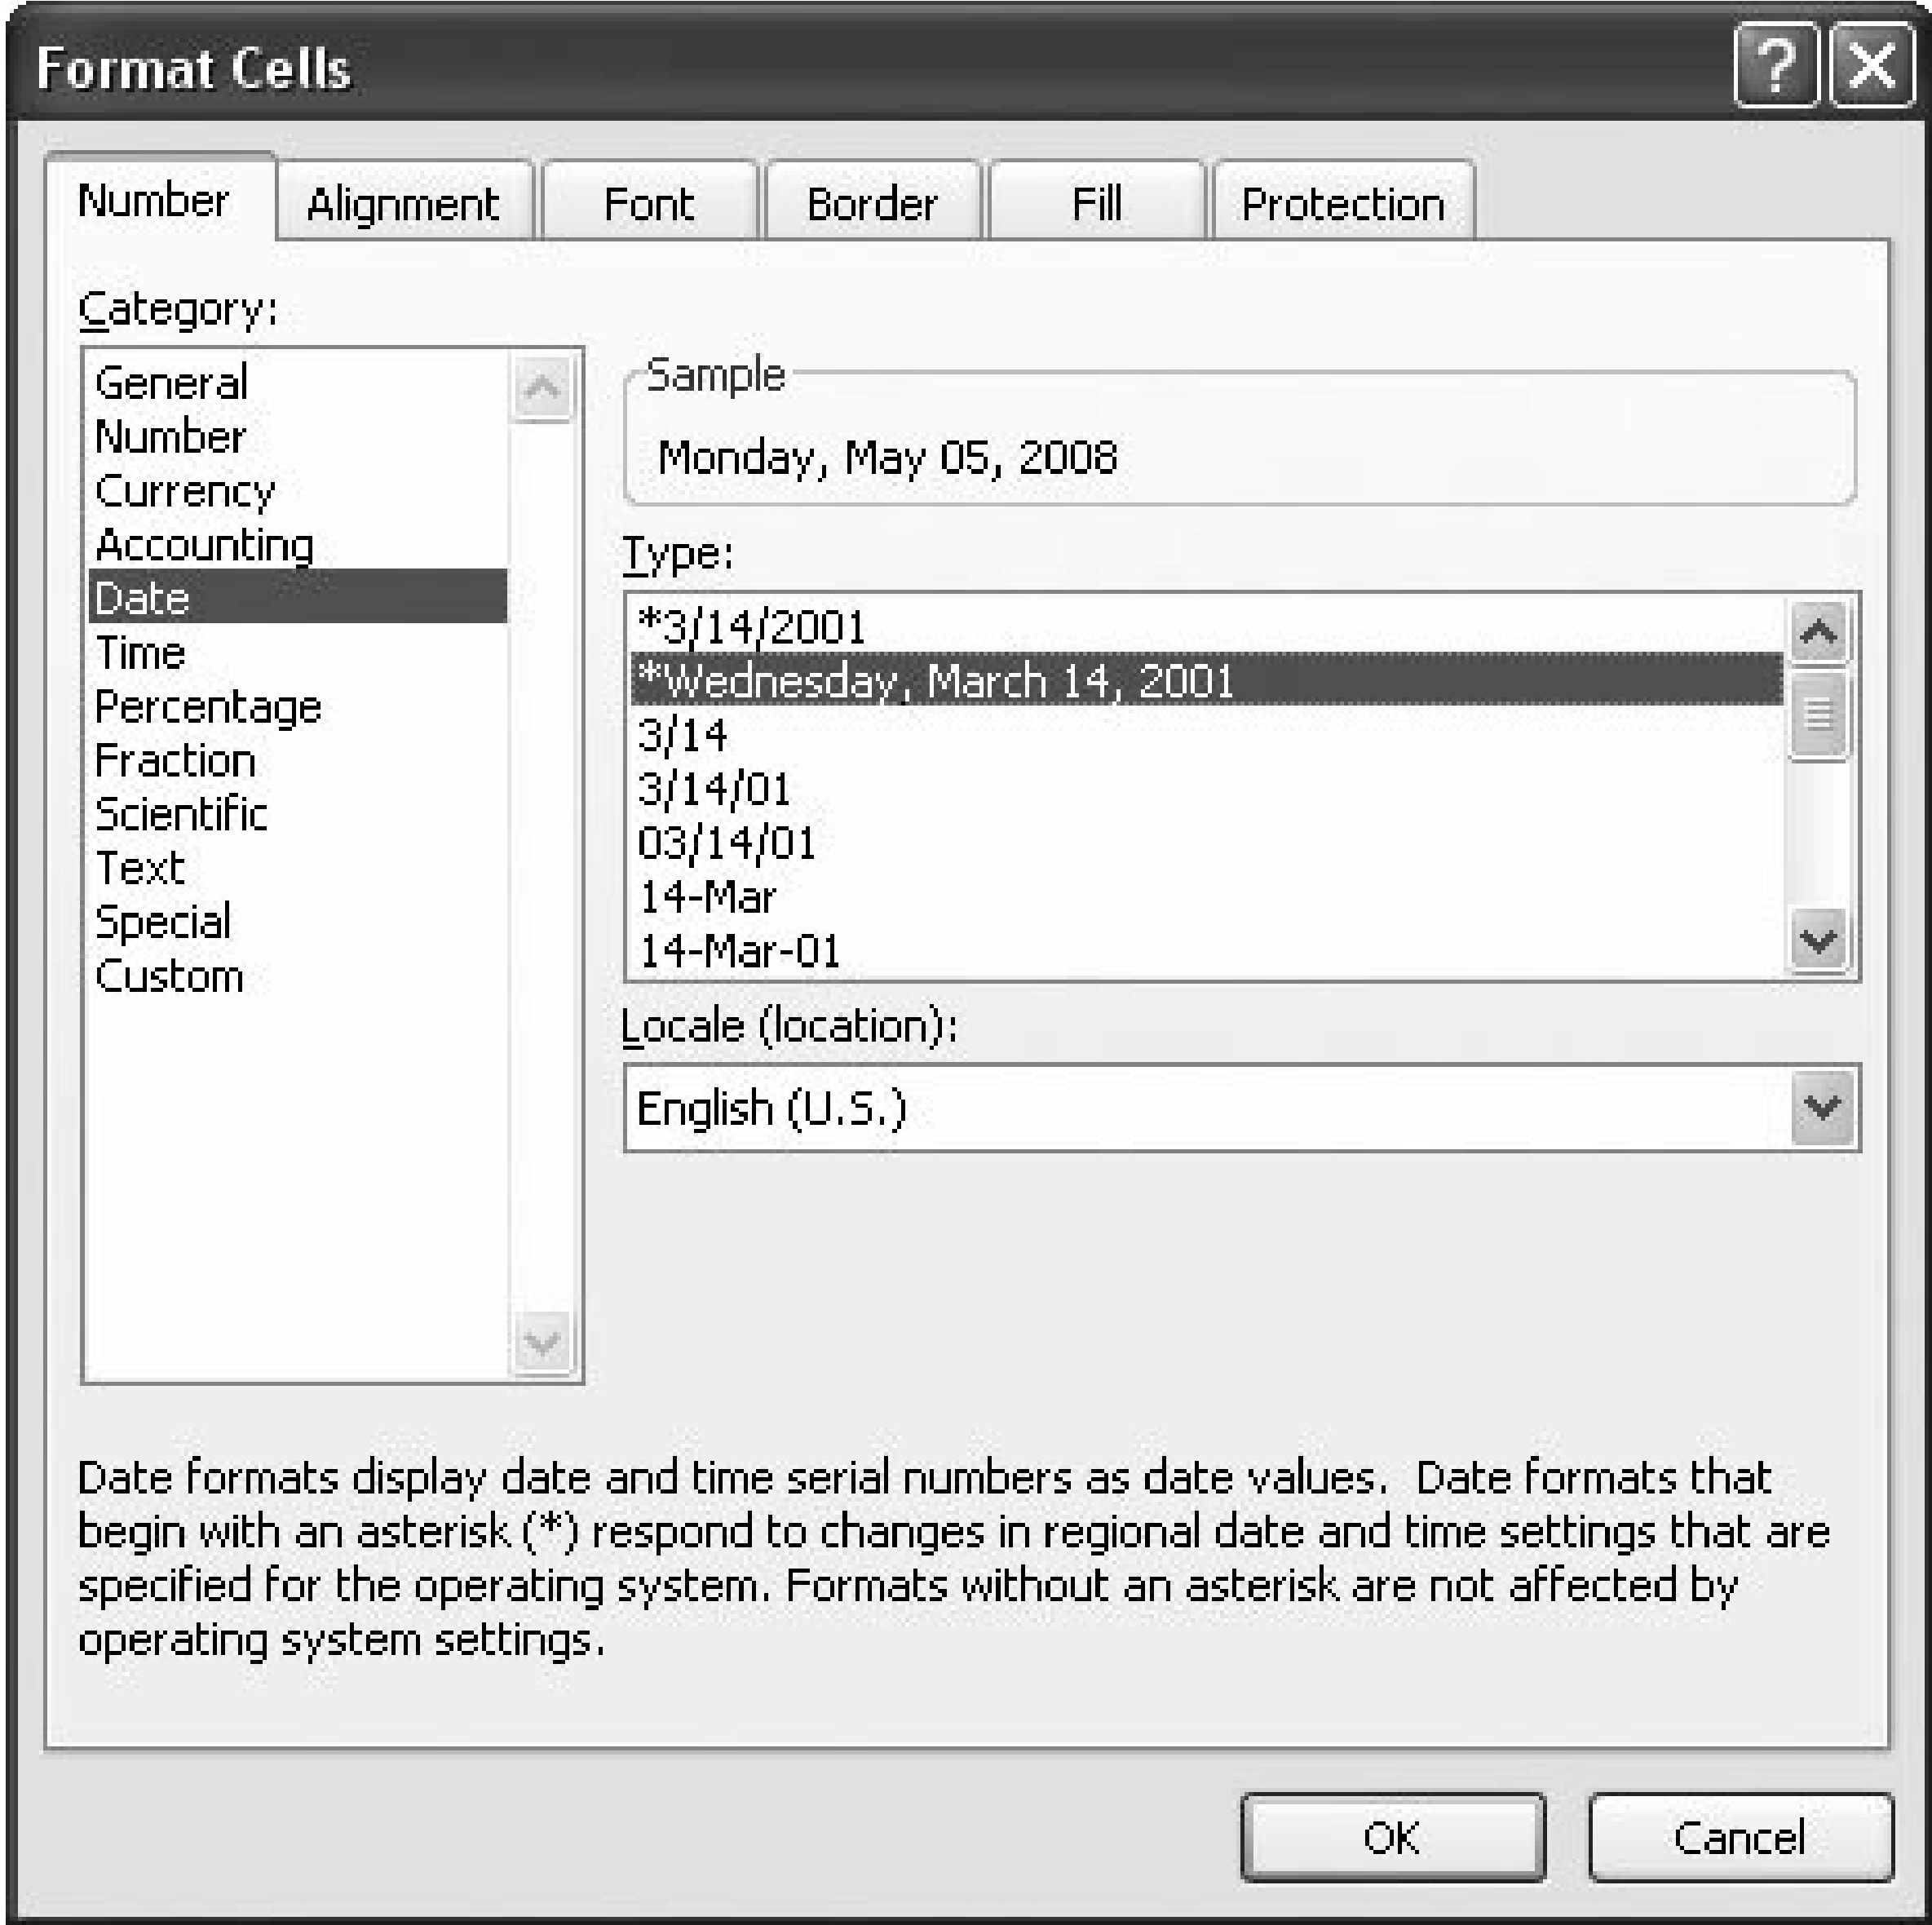 Format Cells
Number Alignment Font Border Fill Protection
Category:
General
Number
Currency
Accounting
Date
Time
Percentage
Fraction
Scientific
Text
Special
Custom
Sample
Monday, May 05, 2008
Type:
*3/14/2001
*Wednesday, March 14, 2001
3/14
3/14/01
03/14/01
14-Mar
14-Mar-01
Locale (location):
English (U.S.)
Date formats display date and time serial numbers as date values.  Date formats that
begin with an asterisk (*) respond to changes in regional date and time settings that are
specified for the operating system. Formats without an asterisk are not affected by
operating system settings.
OK Cancel